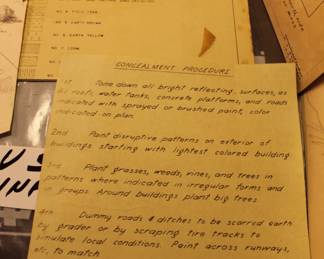 NO. 5 EARTH BROWN
NO. 6 EARTH YELLOW
NO. 7 LOAM
CONCEALMENT PROCEDURE
1st Tone down all bright reflecting surfaces, as
roofs, water tanks, concrete platforms, and roads
indicated with sprayed or brushed paint, color
indicated on plan.
2nd Paint disruptive patterns on exterior of
buildings starting with lightest colored building
3rd Plant grasses, weeds, vines, and trees in
patterns where indicated in irregular forms and
in groups. Around buildings plant big trees
4th Dummy roads & ditches to be scarred earth
by grader or by scraping tire tracks to
simulate local conditions. Paint across runways,
etc, to match